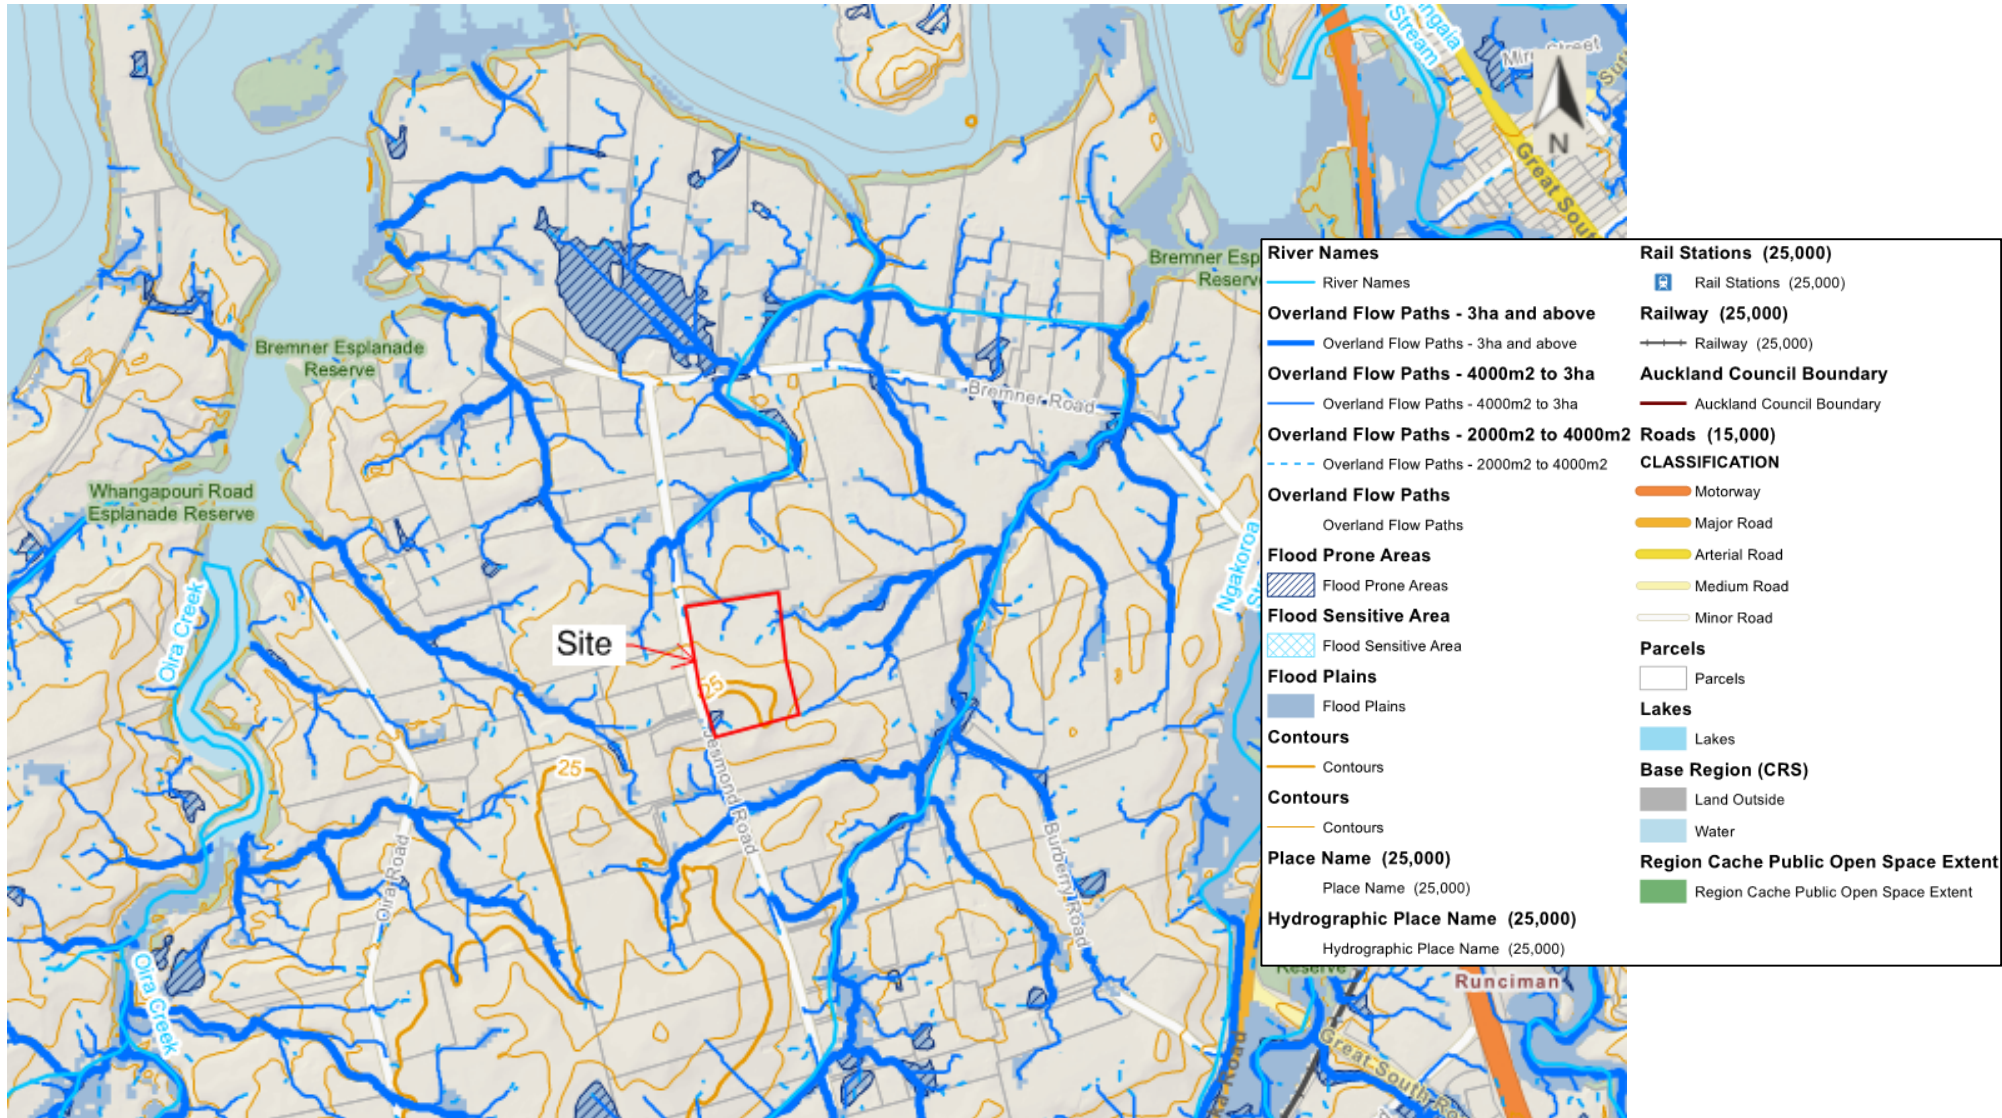 Stream
Great South
N
Bremner Esplanade
Reserve
Bremner Esp
Reserv
Bremner Road
Whangapouri Road
Esplanade Reserve
Oira Creek
Ngakoroa
Site
25
Jesmond Road
25
Oira Road
Burberry Road
Oira Creek
Reserve
Runciman
Great South Ro
Road
River Names
River Names
Overland Flow Paths - 3ha and above
Overland Flow Paths - 3ha and above
Overland Flow Paths - 4000m2 to 3ha
Overland Flow Paths - 4000m2 to 3ha
Overland Flow Paths - 2000m2 to 4000m2
Overland Flow Paths - 2000m2 to 4000m2
Overland Flow Paths
Overland Flow Paths
Flood Prone Areas
Flood Prone Areas
Flood Sensitive Area
Flood Sensitive Area
Flood Plains
Flood Plains
Contours
Contours
Contours
Contours
Place Name (25,000)
Place Name (25,000)
Hydrographic Place Name (25,000)
Hydrographic Place Name (25,000)
Rail Stations (25,000)
Rail Stations (25,000)
Railway (25,000)
Railway (25,000)
Auckland Council Boundary
Auckland Council Boundary
Roads (15,000)
CLASSIFICATION
Motorway
Major Road
Arterial Road
Medium Road
Minor Road
Parcels
Parcels
Lakes
Lakes
Base Region (CRS)
Land Outside
Water
Region Cache Public Open Space Extent
Region Cache Public Open Space Extent